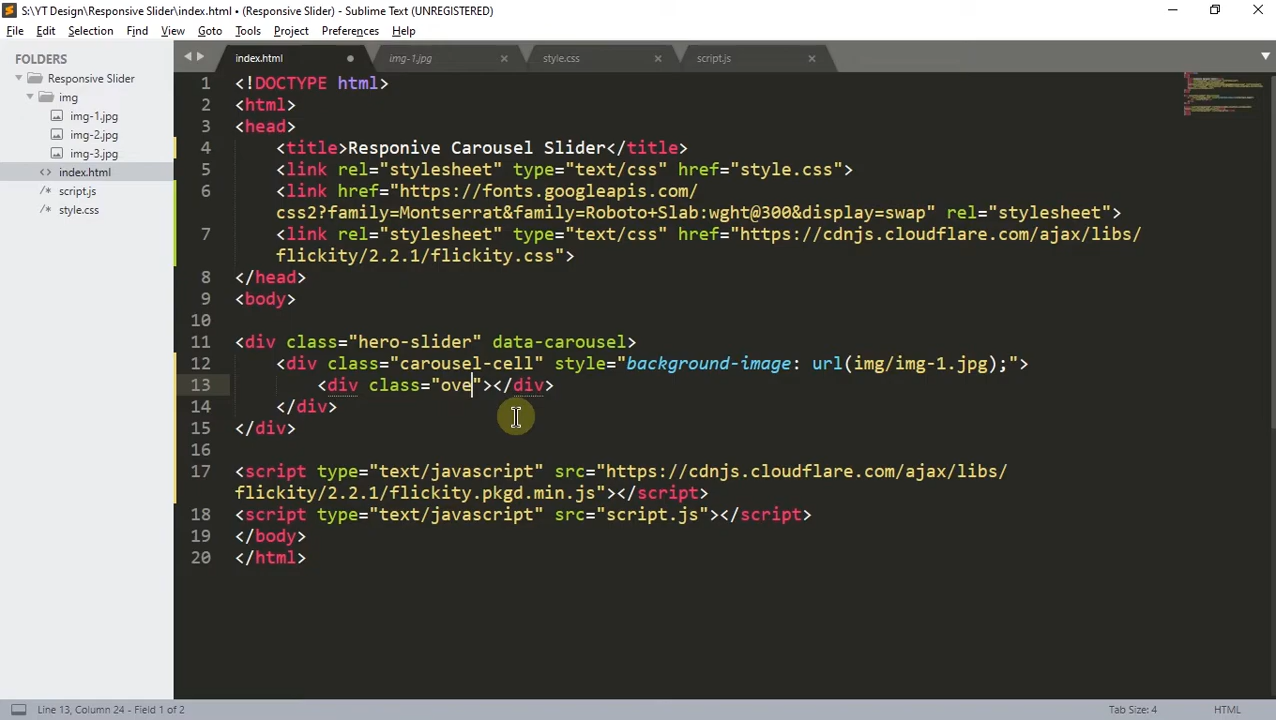 S:\YT Design\Responsive Slider\index.html • (Responsive Slider) - Sublime Text (UNREGISTERED)
File Edit Selection Find View Goto Tools Project Preferences Help
FOLDERS
Responsive Slider
img
img-1.jpg
img-2.jpg
img-3.jpg
index.html
script.js
style.css
index.html img-1.jpg style.css script.js
1 <!DOCTYPE html>
2 <html>
3 <head>
4 <title>Responive Carousel Slider</title>
5 <link rel="stylesheet" type="text/css" href="style.css">
6 <link href="https://fonts.googleapis.com/
css2?family=Montserrat&family=Roboto+Slab:wght@300&display=swap" rel="stylesheet">
7 <link rel="stylesheet" type="text/css" href="https://cdnjs.cloudflare.com/ajax/libs/
flickity/2.2.1/flickity.css">
8 </head>
9 <body>
10
11 <div class="hero-slider" data-carousel>
12 <div class="carousel-cell" style="background-image: url(img/img-1.jpg);">
13 <div class="ove"></div>
14 </div>
15 </div>
16
17 <script type="text/javascript" src="https://cdnjs.cloudflare.com/ajax/libs/
flickity/2.2.1/flickity.pkgd.min.js"></script>
18 <script type="text/javascript" src="script.js"></script>
19 </body>
20 </html>
Line 13, Column 24 - Field 1 of 2 Tab Size: 4 HTML